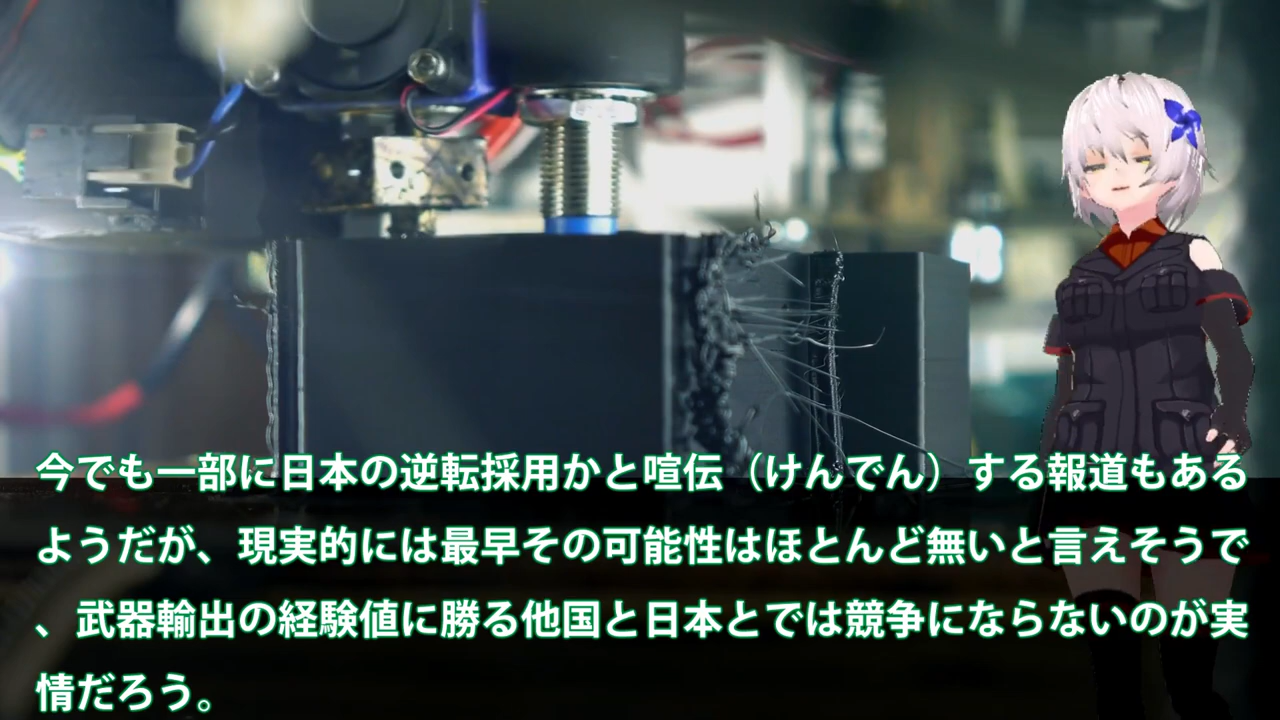 今でも一部に日本の逆転採用かと喧伝（けんでん）する報道もある
ようだが、現実的には最早その可能性はほとんど無いと言えそうで
、武器輸出の経験値に勝る他国と日本とでは競争にならないのが実
情だろう。